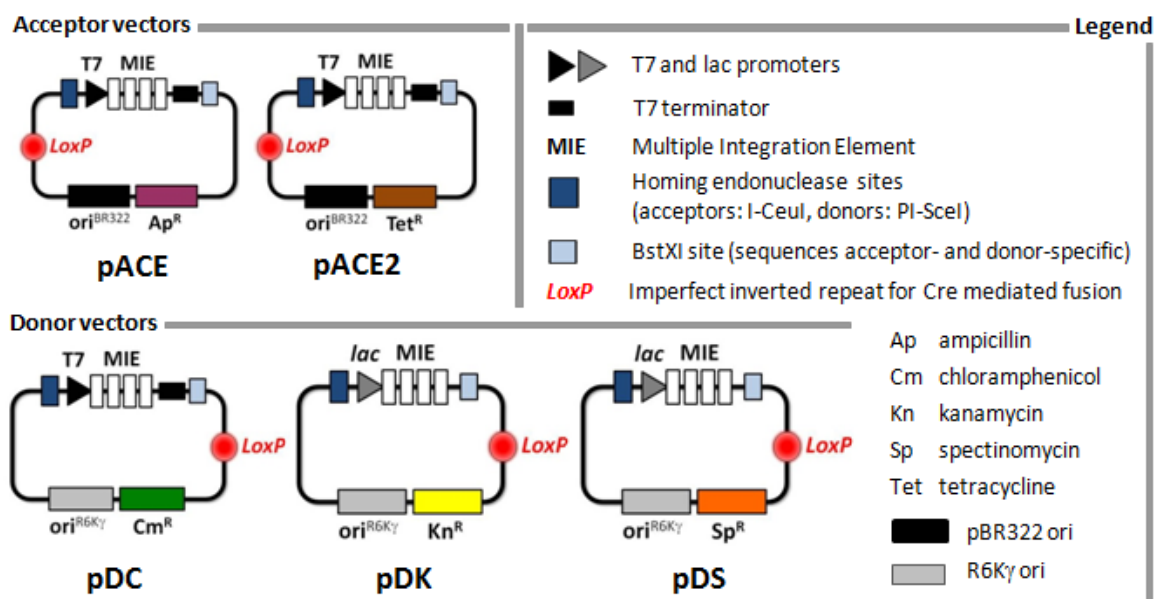 Acceptor vectors
T7 MIE
LoxP
ori^BR322 Ap^R
pACE
T7 MIE
LoxP
ori^BR322 Tet^R
pACE2
Legend
T7 and lac promoters
T7 terminator
MIE Multiple Integration Element
Homing endonuclease sites
(acceptors: I-CeuI, donors: PI-SceI)
BstXI site (sequences acceptor- and donor-specific)
LoxP Imperfect inverted repeat for Cre mediated fusion
Donor vectors
T7 MIE
LoxP
ori^R6Kγ Cm^R
pDC
lac MIE
LoxP
ori^R6Kγ Kn^R
pDK
lac MIE
LoxP
ori^R6Kγ Sp^R
pDS
Ap ampicillin
Cm chloramphenicol
Kn kanamycin
Sp spectinomycin
Tet tetracycline
pBR322 ori
R6Kγ ori